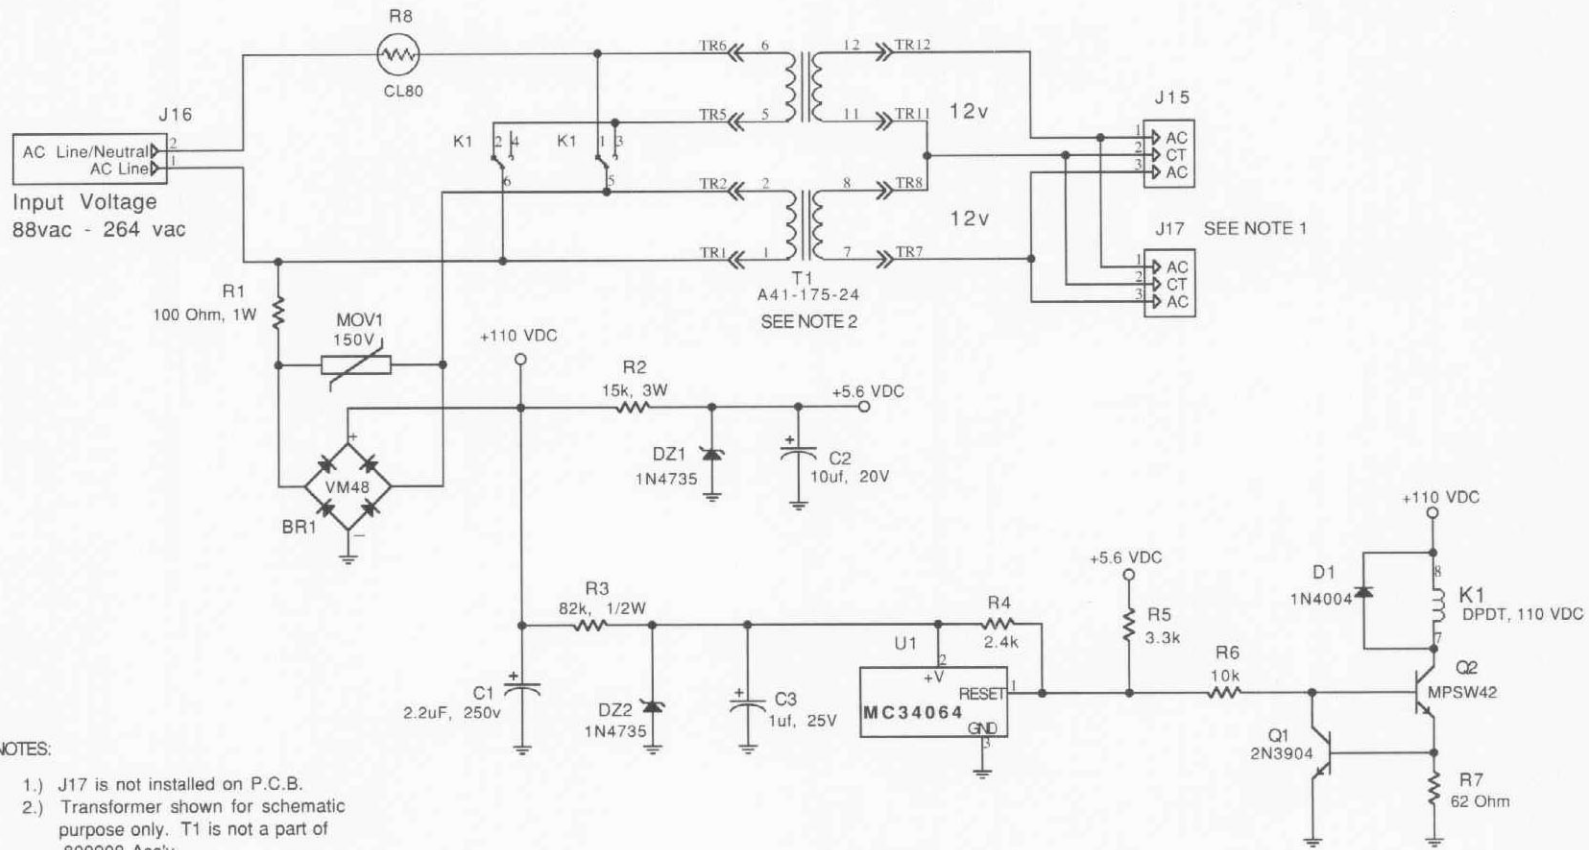 R8
CL80
J16
AC Line/Neutral 2
AC Line 1
Input Voltage
88vac - 264 vac
TR6 6
12 TR12
TR5 5
11 TR11
12v
K1 2 4
K1 1 3
6
5
TR2 2
8 TR8
12v
TR1 1
7 TR7
T1
A41-175-24
SEE NOTE 2
J15
1 AC
2 CT
3 AC
J17 SEE NOTE 1
1 AC
2 CT
3 AC
R1
100 Ohm, 1W
MOV1
150V
+110 VDC
R2
15k, 3W
+5.6 VDC
DZ1
1N4735
+
C2
10uf, 20V
+
VM48
BR1
−
R3
82k, 1/2W
+
C1
2.2uF, 250v
DZ2
1N4735
+
C3
1uf, 25V
U1
2
+V
RESET 1
MC34064
GND
3
R4
2.4k
+5.6 VDC
R5
3.3k
R6
10k
+110 VDC
D1
1N4004
8
K1
DPDT, 110 VDC
7
Q2
MPSW42
Q1
2N3904
R7
62 Ohm
NOTES:
1.) J17 is not installed on P.C.B.
2.) Transformer shown for schematic
purpose only. T1 is not a part of